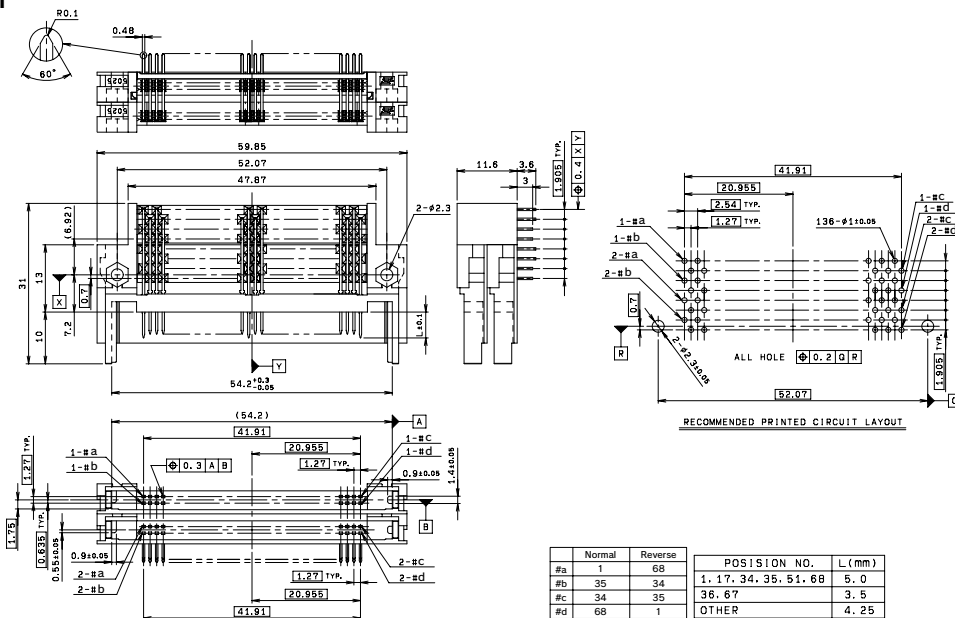 R0.1
0.48
60°
5025
5025
59.85
52.07
47.87
2-φ2.3
(6.92)
31
13
X
0.7
7.2
10
L±0.1
Y
54.2 +0.3 -0.05
11.6
3.6
3
1.905 TYP.
⌖ 0.4 X Y
41.91
20.955
2.54 TYP.
1.27 TYP.
136-φ1±0.05
1-#c
1-#d
2-#c
2-#d
1-#a
1-#b
2-#a
2-#b
0.7
R
2-φ2.3±0.05
ALL HOLE ⌖ 0.2 Q R
1.905 TYP.
52.07
RECOMMENDED PRINTED CIRCUIT LAYOUT
(54.2)
A
41.91
20.955
1.27 TYP.
1-#c
1-#d
0.9±0.05
1.4±0.05
1-#a
1-#b
⌖ 0.3 A B
1.27 TYP.
B
1.75
0.635 TYP.
0.55±0.05
0.9±0.05
2-#a
2-#b
2-#c
2-#d
1.27 TYP.
20.955
41.91
Normal Reverse
#a 1 68
#b 35 34
#c 34 35
#d 68 1
POSISION NO. L(mm)
1, 17, 34, 35, 51, 68 5.0
36, 67 3.5
OTHER 4.25